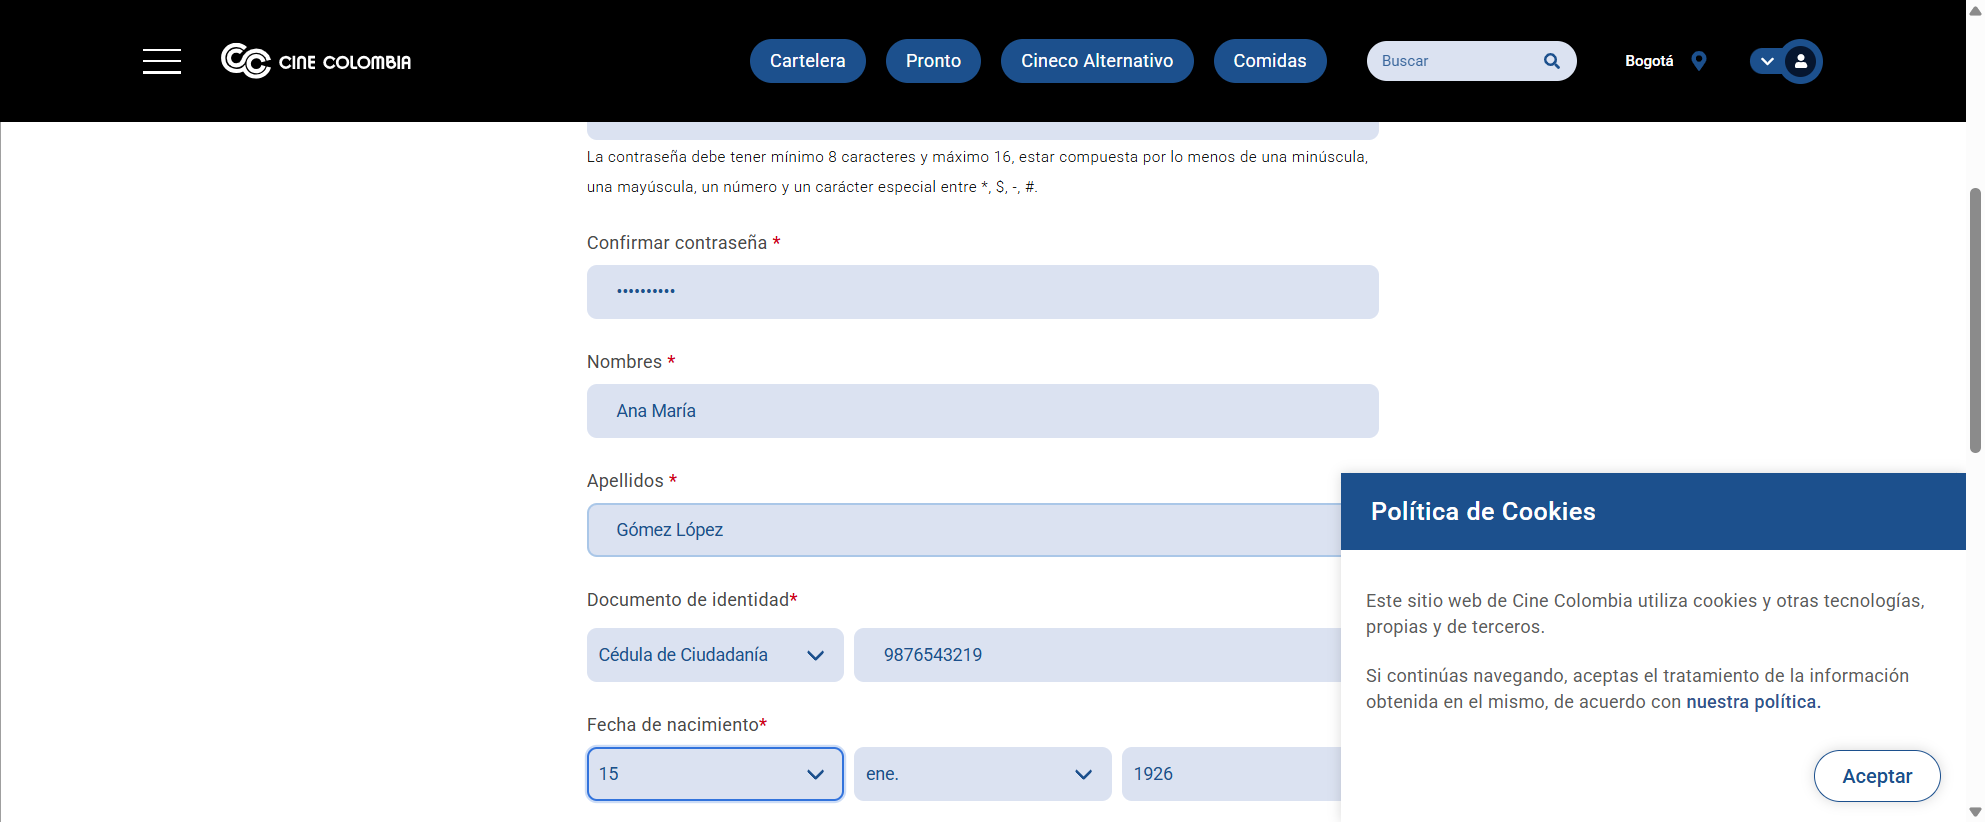 CINE COLOMBIA
Cartelera
Pronto
Cineco Alternativo
Comidas
Buscar
Bogotá
La contraseña debe tener mínimo 8 caracteres y máximo 16, estar compuesta por lo menos de una minúscula,
una mayúscula, un número y un carácter especial entre *, $, -, #.
Confirmar contraseña *
••••••••••
Nombres *
Ana María
Apellidos *
Gómez López
Documento de identidad*
Cédula de Ciudadanía
9876543219
Fecha de nacimiento*
15
ene.
1926
Política de Cookies
Este sitio web de Cine Colombia utiliza cookies y otras tecnologías,
propias y de terceros.
Si continúas navegando, aceptas el tratamiento de la información
obtenida en el mismo, de acuerdo con nuestra política.
Aceptar